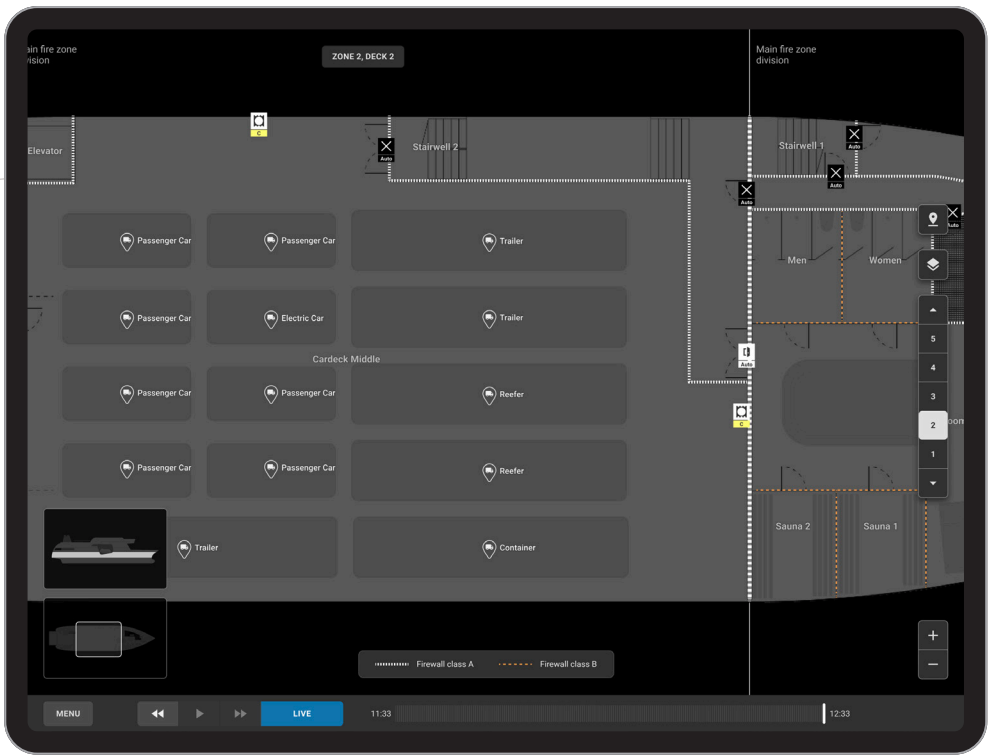 ain fire zone
ision
ZONE 2, DECK 2
Main fire zone
division
C
Elevator
Auto
Stairwell 2
Stairwell 1
Auto
Auto
Auto
Auto
Passenger Car
Passenger Car
Trailer
Men
Women
Passenger Car
Electric Car
Trailer
5
Cardeck Middle
Auto
4
Passenger Car
Passenger Car
Reefer
3
C
2
oom
1
Passenger Car
Passenger Car
Reefer
Sauna 2
Sauna 1
Trailer
Container
+
−
Firewall class A
Firewall class B
MENU
LIVE
11:33
12:33